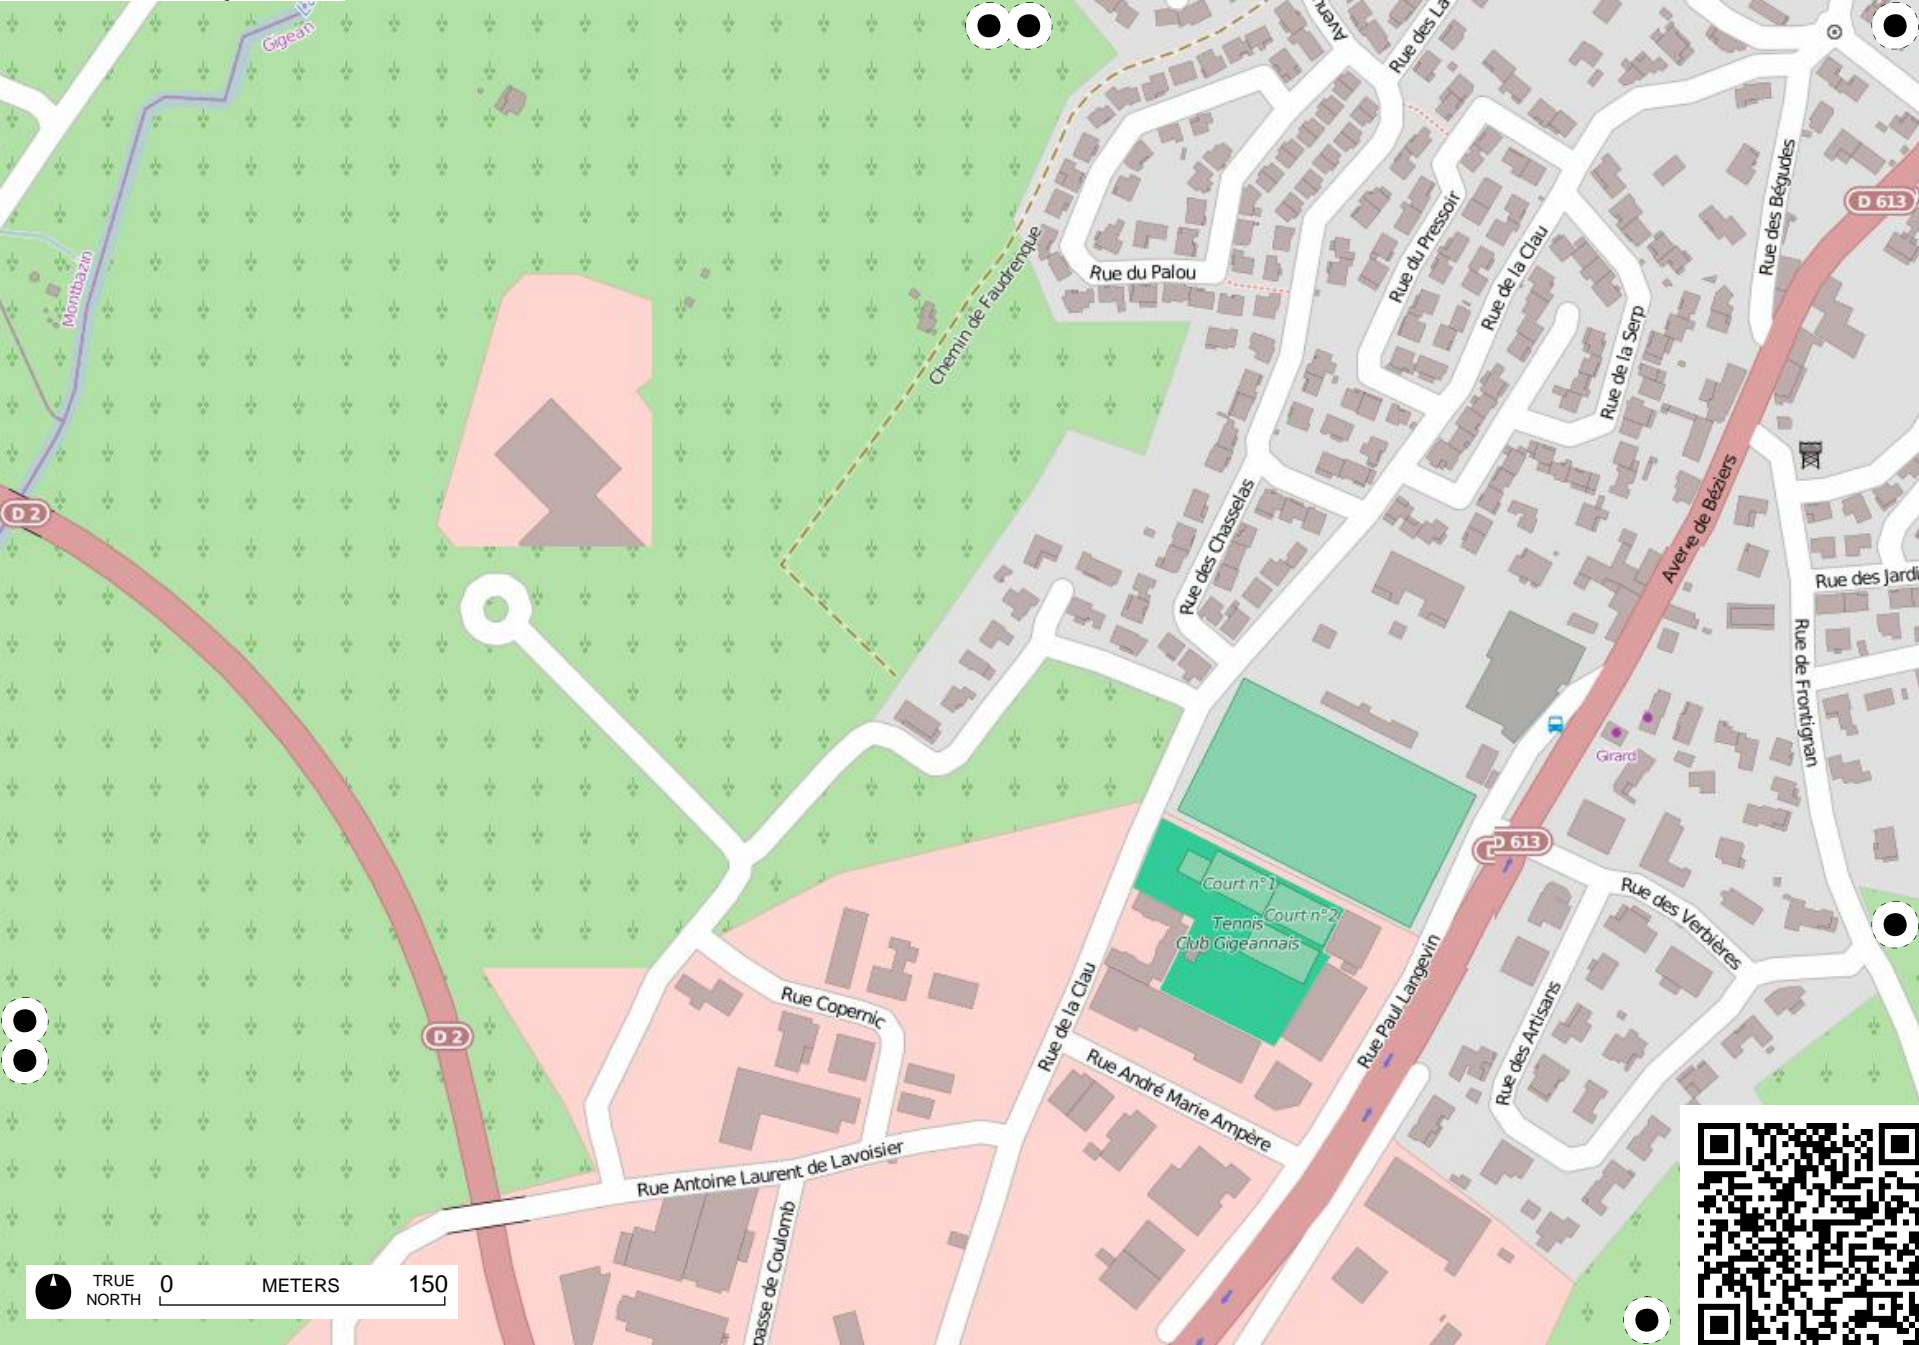 Gigean
Rue des La
Rue des Bégudes
D 613
Montbazin
Chemin de Faudrenque
Rue du Palou
Rue du Pressoir
Rue de la Clau
Rue de la Serp
D 2
Avenue de Béziers
Rue des Chasselas
Rue des Jardi
Rue de Frontignan
Girard
D 613
Court n°1
Court n°2
Tennis
Club Gigeannais
Rue des Verbières
Rue Paul Langevin
Rue des Artisans
Rue Copernic
Rue de la Clau
D 2
Rue André Marie Ampère
Rue Antoine Laurent de Lavoisier
passe de Coulomb
TRUE
NORTH
0 METERS 150